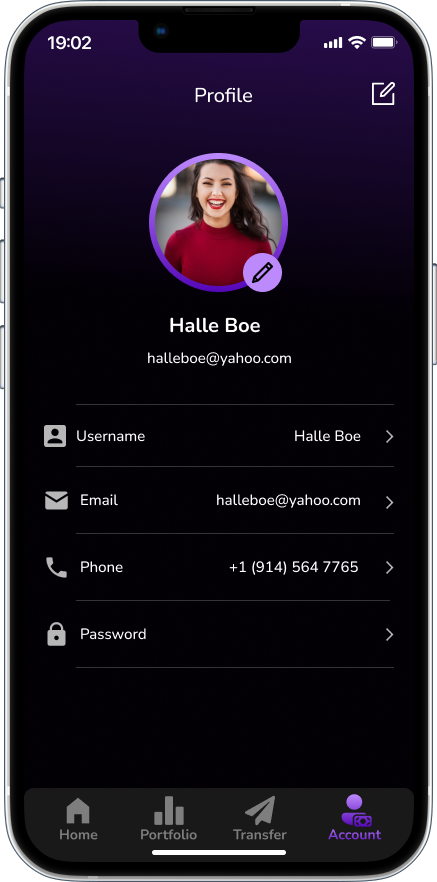 19:02
Profile
Halle Boe
halleboe@yahoo.com
Username Halle Boe
Email halleboe@yahoo.com
Phone +1 (914) 564 7765
Password
Home Portfolio Transfer Account